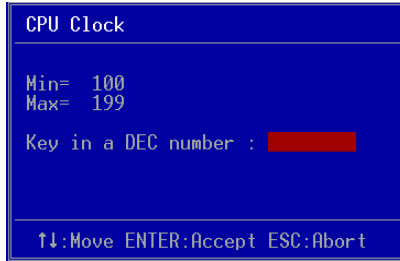 CPU Clock
Min= 100
Max= 199
Key in a DEC number :
↑↓:Move ENTER:Accept ESC:Abort